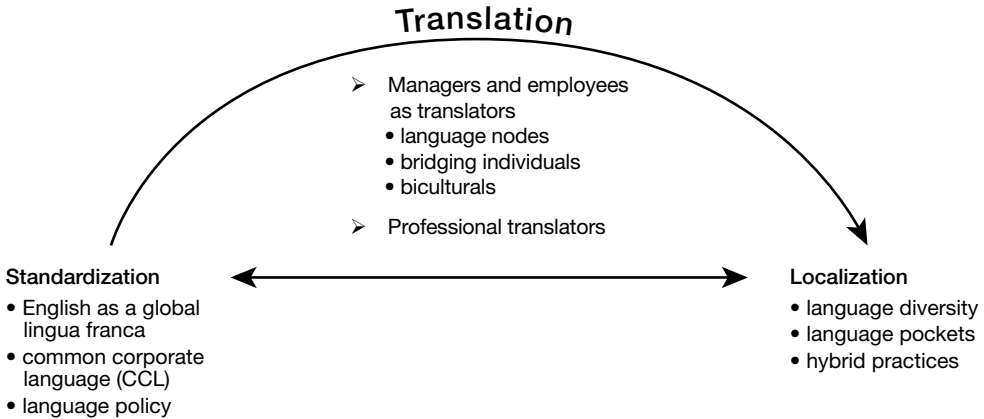 Translation
➢ Managers and employees
as translators
• language nodes
• bridging individuals
• biculturals
➢ Professional translators
Standardization
• English as a global
lingua franca
• common corporate
language (CCL)
• language policy
Localization
• language diversity
• language pockets
• hybrid practices